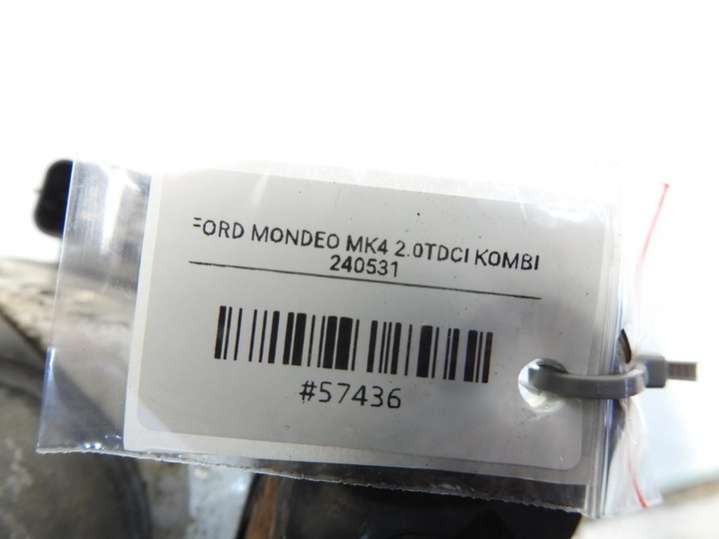 FORD MONDEO MK4 2.0TDCI KOMBI
240531
#57436